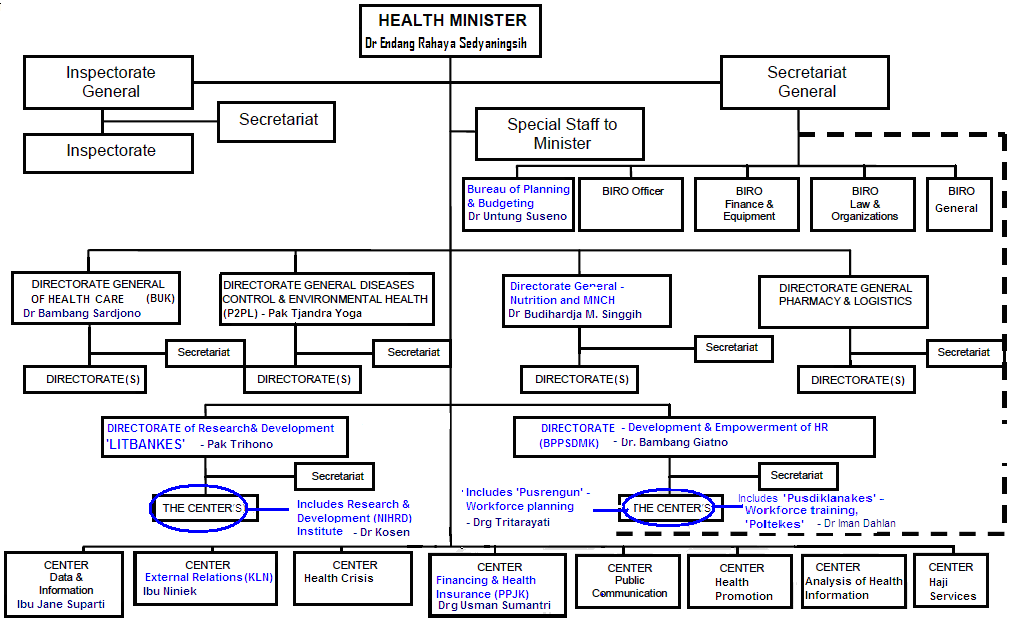 HEALTH MINISTER
Dr Endang Rahaya Sedyaningsih
Inspectorate
General
Secretariat
General
Secretariat
Inspectorate
Special Staff to
Minister
Bureau of Planning
& Budgeting
Dr Untung Suseno
BIRO Officer
BIRO
Finance &
Equipment
BIRO
Law &
Organizations
BIRO
General
DIRECTORATE GENERAL
OF HEALTH CARE (BUK)
Dr Bambang Sardjono
DIRECTORATE GENERAL DISEASES
CONTROL & ENVIRONMENTAL HEALTH
(P2PL) - Pak Tjandra Yoga
Directorate General -
Nutrition and MNCH
Dr Budihardja M. Singgih
DIRECTORATE GENERAL
PHARMACY & LOGISTICS
Secretariat
Secretariat
Secretariat
Secretariat
DIRECTORATE(S)
DIRECTORATE(S)
DIRECTORATE(S)
DIRECTORATE(S)
DIRECTORATE of Research& Development
'LITBANKES' - Pak Trihono
DIRECTORATE - Development & Empowerment of HR
(BPPSDMK) - Dr. Bambang Giatno
Secretariat
Secretariat
THE CENTER'S
Includes Research &
Development (NIHRD)
Institute - Dr Kosen
Includes 'Pusrengun' -
Workforce planning
- Drg Tritarayati
THE CENTER'S
Includes 'Pusdiklanakes' –
Workforce training,
'Poltekes' - Dr Iman Dahlan
CENTER
Data &
Information
Ibu Jane Suparti
CENTER
External Relations (KLN)
Ibu Niniek
CENTER
Health Crisis
CENTER
Financing & Health
Insurance (PPJK)
Drg Usman Sumantri
CENTER
Public
Communication
CENTER
Health
Promotion
CENTER
Analysis of Health
Information
CENTER
Haji
Services